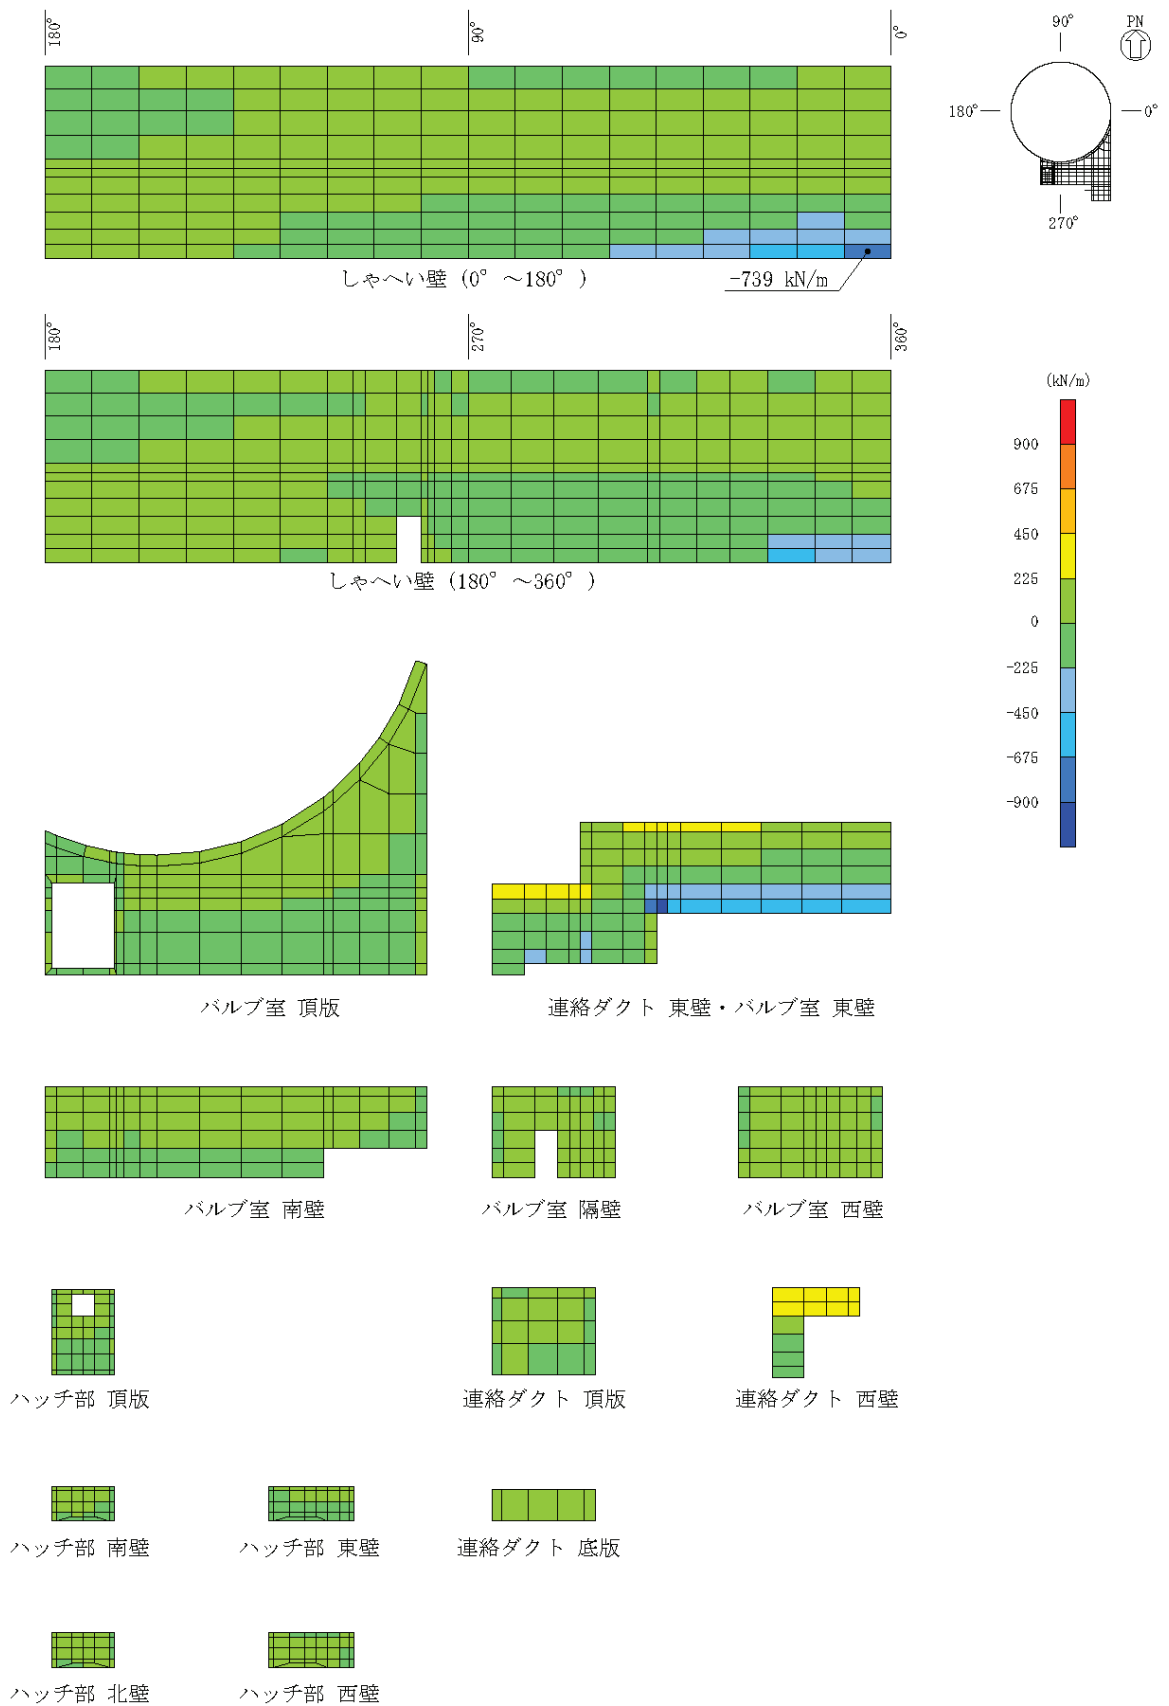 180°
90°
0°
90°
PN
180°
0°
270°
しゃへい壁 (0° ～180° )
-739 kN/m
180°
270°
360°
しゃへい壁 (180° ～360° )
(kN/m)
900
675
450
225
0
-225
-450
-675
-900
バルブ室 頂版
連絡ダクト 東壁・バルブ室 東壁
バルブ室 南壁
バルブ室 隔壁
バルブ室 西壁
ハッチ部 頂版
連絡ダクト 頂版
連絡ダクト 西壁
ハッチ部 南壁
ハッチ部 東壁
連絡ダクト 底版
ハッチ部 北壁
ハッチ部 西壁